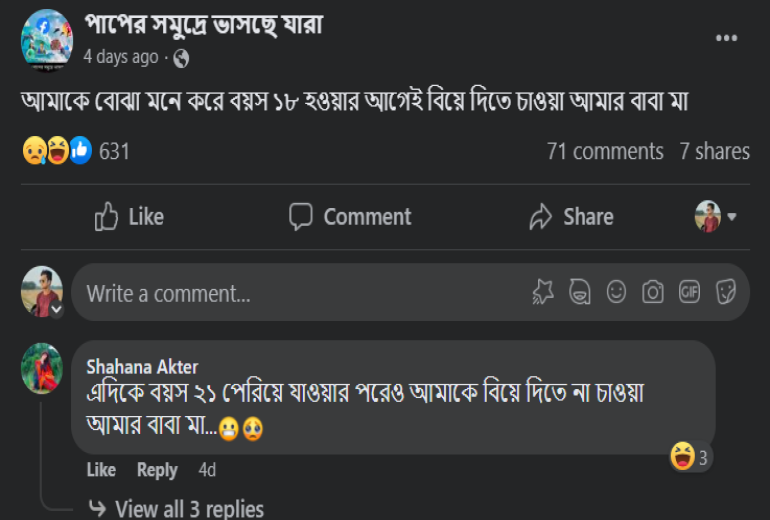 পাপের সমুদ্রে ভাসছে যারা
4 days ago ·
আমাকে বোঝা মনে করে বয়স ১৮ হওয়ার আগেই বিয়ে দিতে চাওয়া আমার বাবা মা
631 71 comments 7 shares
Like Comment Share
Write a comment...
GIF
Shahana Akter
এদিকে বয়স ২১ পেরিয়ে যাওয়ার পরেও আমাকে বিয়ে দিতে না চাওয়া
আমার বাবা মা...😬🥹
3
Like Reply 4d
View all 3 replies